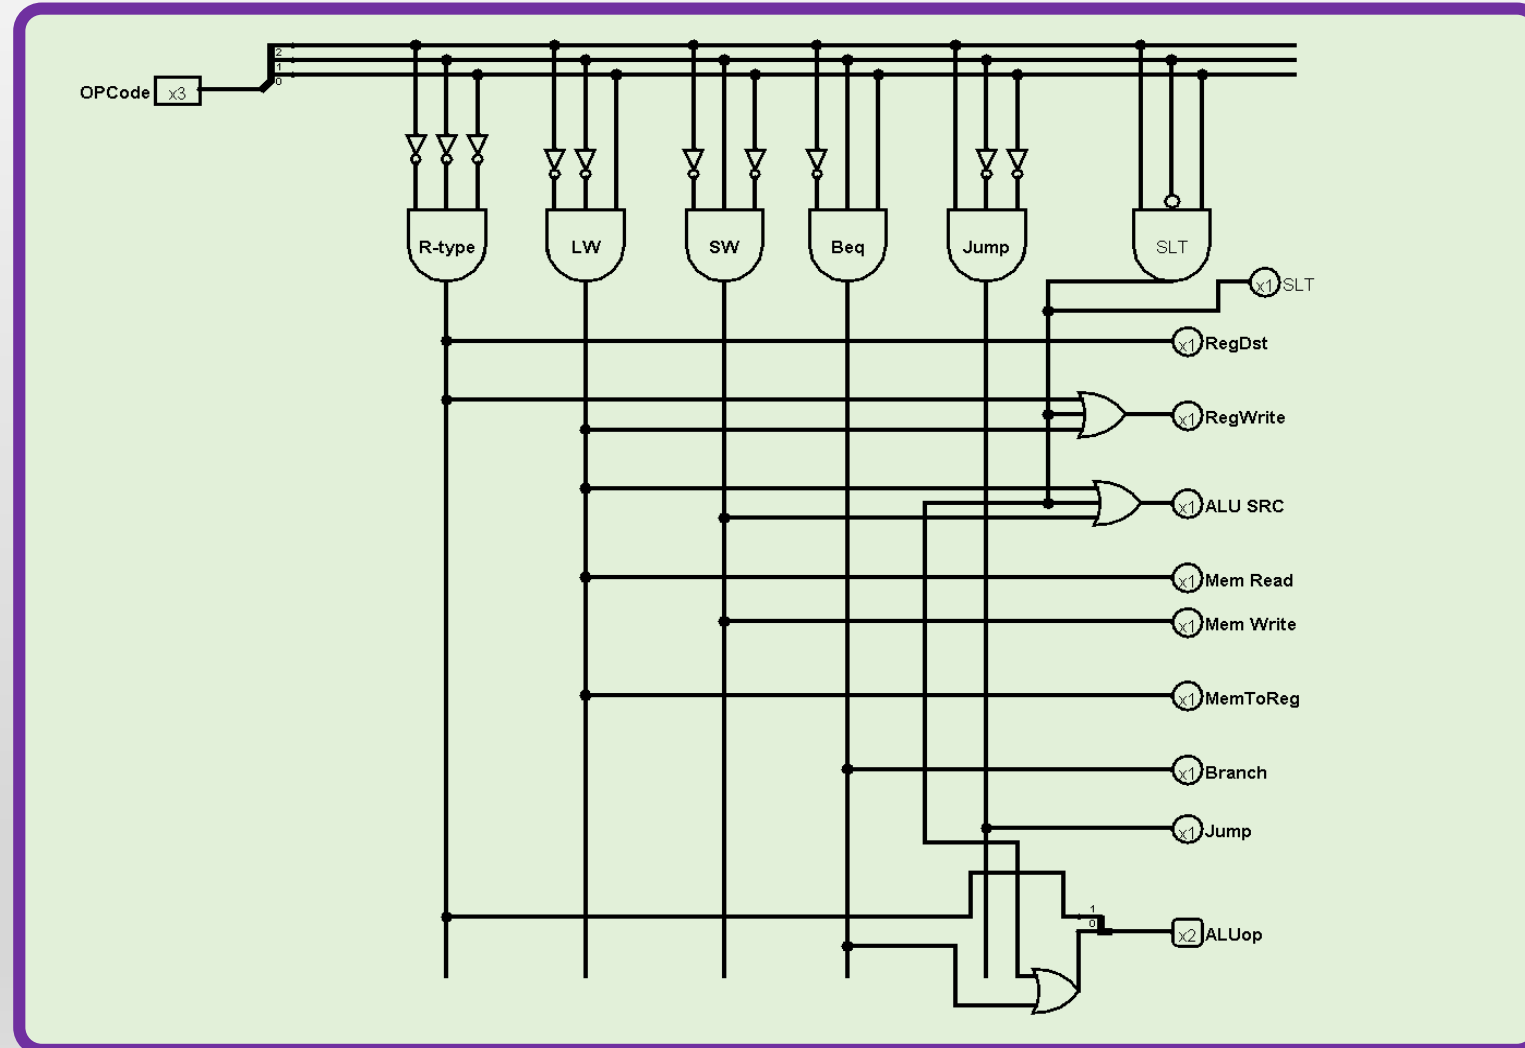 2
1
0
OPCode x3
R-type LW SW Beq Jump SLT
x1 SLT
x1 RegDst
x1 RegWrite
x1 ALU SRC
x1 Mem Read
x1 Mem Write
x1 MemToReg
x1 Branch
x1 Jump
1
0
x2 ALUop